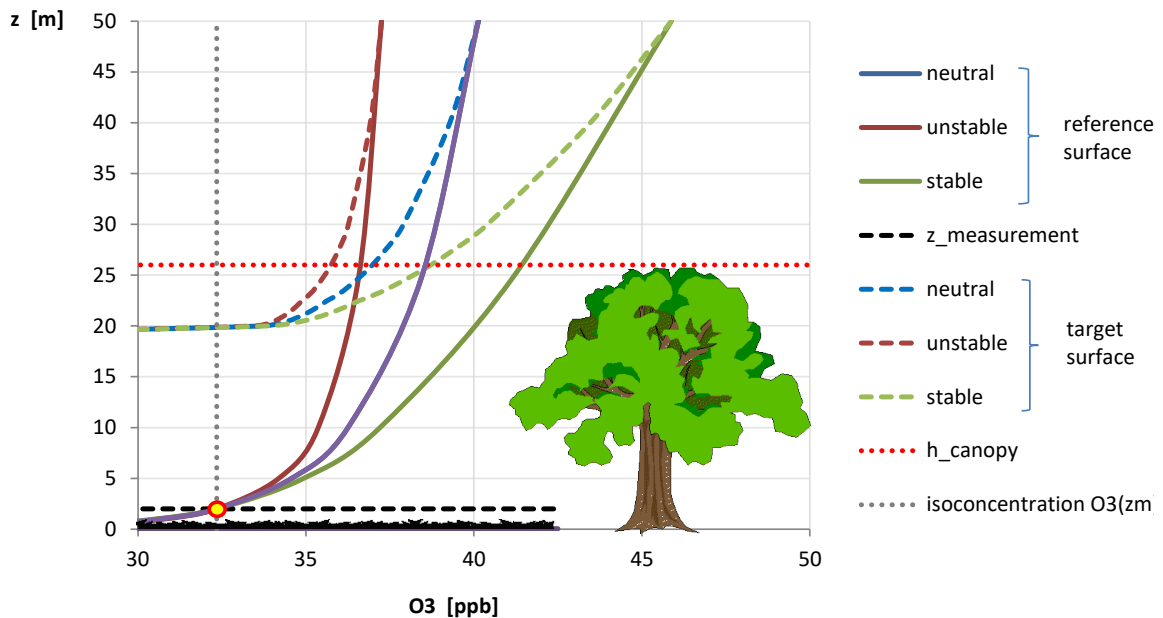 z [m]
50
45
40
35
30
25
20
15
10
5
0
30
35
40
45
50
O3 [ppb]
neutral
unstable
stable
reference
surface
z_measurement
neutral
unstable
stable
target
surface
h_canopy
isoconcentration O3(zm)